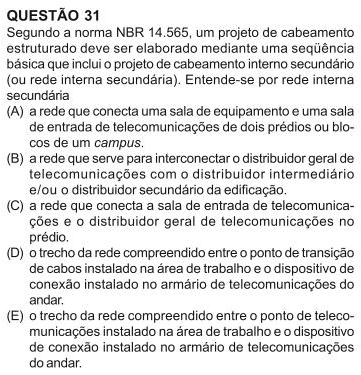 QUESTÃO 31
Segundo a norma NBR 14.565, um projeto de cabeamento
estruturado deve ser elaborado mediante uma seqüência
básica que inclui o projeto de cabeamento interno secundário
(ou rede interna secundária). Entende-se por rede interna
secundária
(A) a rede que conecta uma sala de equipamento e uma sala
de entrada de telecomunicações de dois prédios ou blo-
cos de um campus.
(B) a rede que serve para interconectar o distribuidor geral de
telecomunicações com o distribuidor intermediário
e/ou o distribuidor secundário da edificação.
(C) a rede que conecta a sala de entrada de telecomunica-
ções e o distribuidor geral de telecomunicações no
prédio.
(D) o trecho da rede compreendido entre o ponto de transição
de cabos instalado na área de trabalho e o dispositivo de
conexão instalado no armário de telecomunicações do
andar.
(E) o trecho da rede compreendido entre o ponto de teleco-
municações instalado na área de trabalho e o dispositivo
de conexão instalado no armário de telecomunicações
do andar.